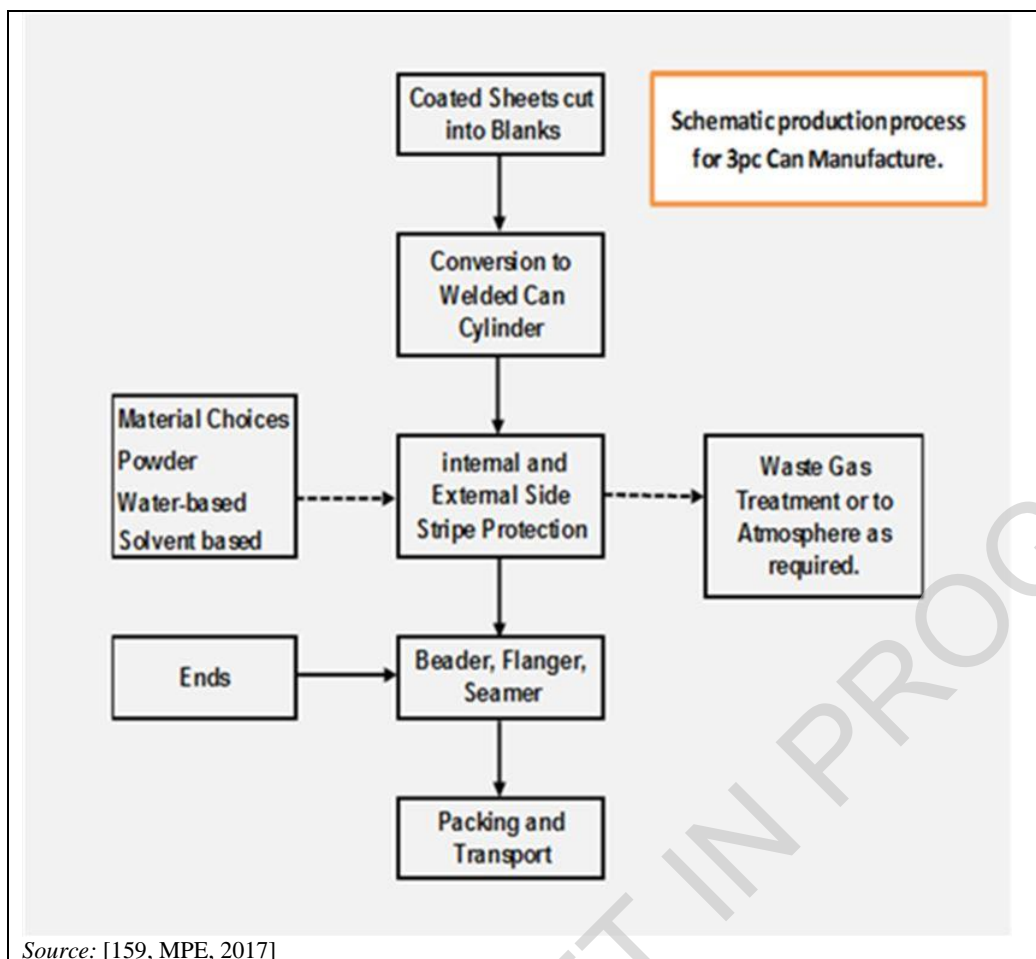 Coated Sheets cut
into Blanks
Schematic production process
for 3pc Can Manufacture.
Conversion to
Welded Can
Cylinder
Material Choices
Powder
Water-based
Solvent based
internal and
External Side
Stripe Protection
Waste Gas
Treatment or to
Atmosphere as
required.
Ends
Beader, Flanger,
Seamer
Packing and
Transport
Source: [159, MPE, 2017]
T IN PROG